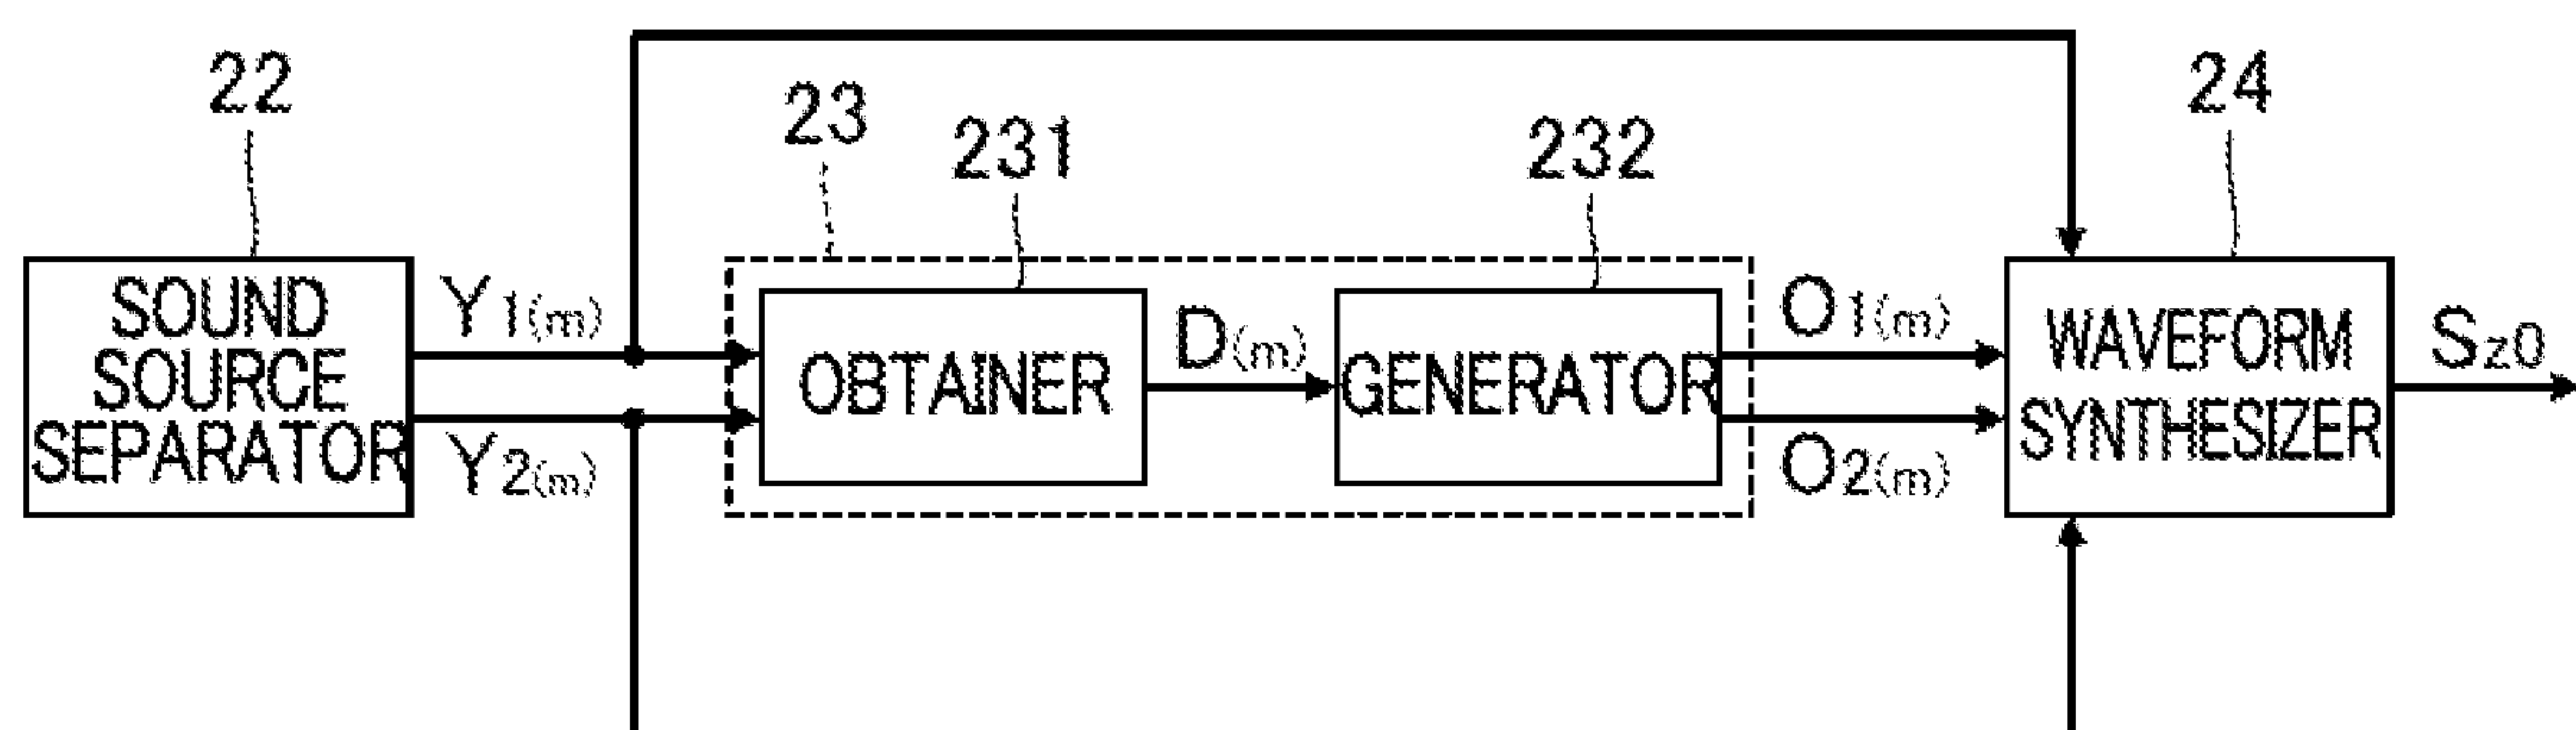 22
23
231
232
24
SOUND
SOURCE
SEPARATOR
Y1(m)
Y2(m)
OBTAINER
D(m)
GENERATOR
O1(m)
O2(m)
WAVEFORM
SYNTHESIZER
Sz0